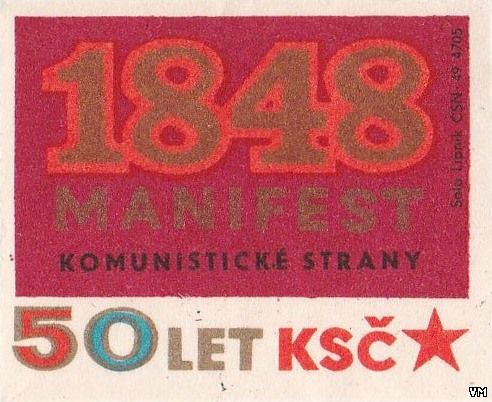 1848
MANIFEST
KOMUNISTICKÉ STRANY
Solo Lipník ČSN - 49 4705
50 LET KSČ
VM